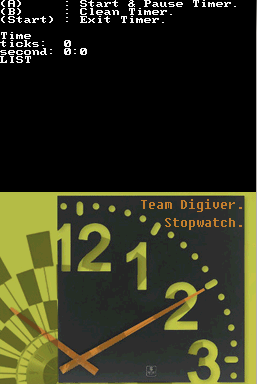 (A)     : Start & Pause Timer.
(B)     : Clean Timer.
(Start) : Exit Timer.
Time
ticks:  0
second: 0:0
LIST
Team Digiver.
Stopwatch.
12
1
2
3